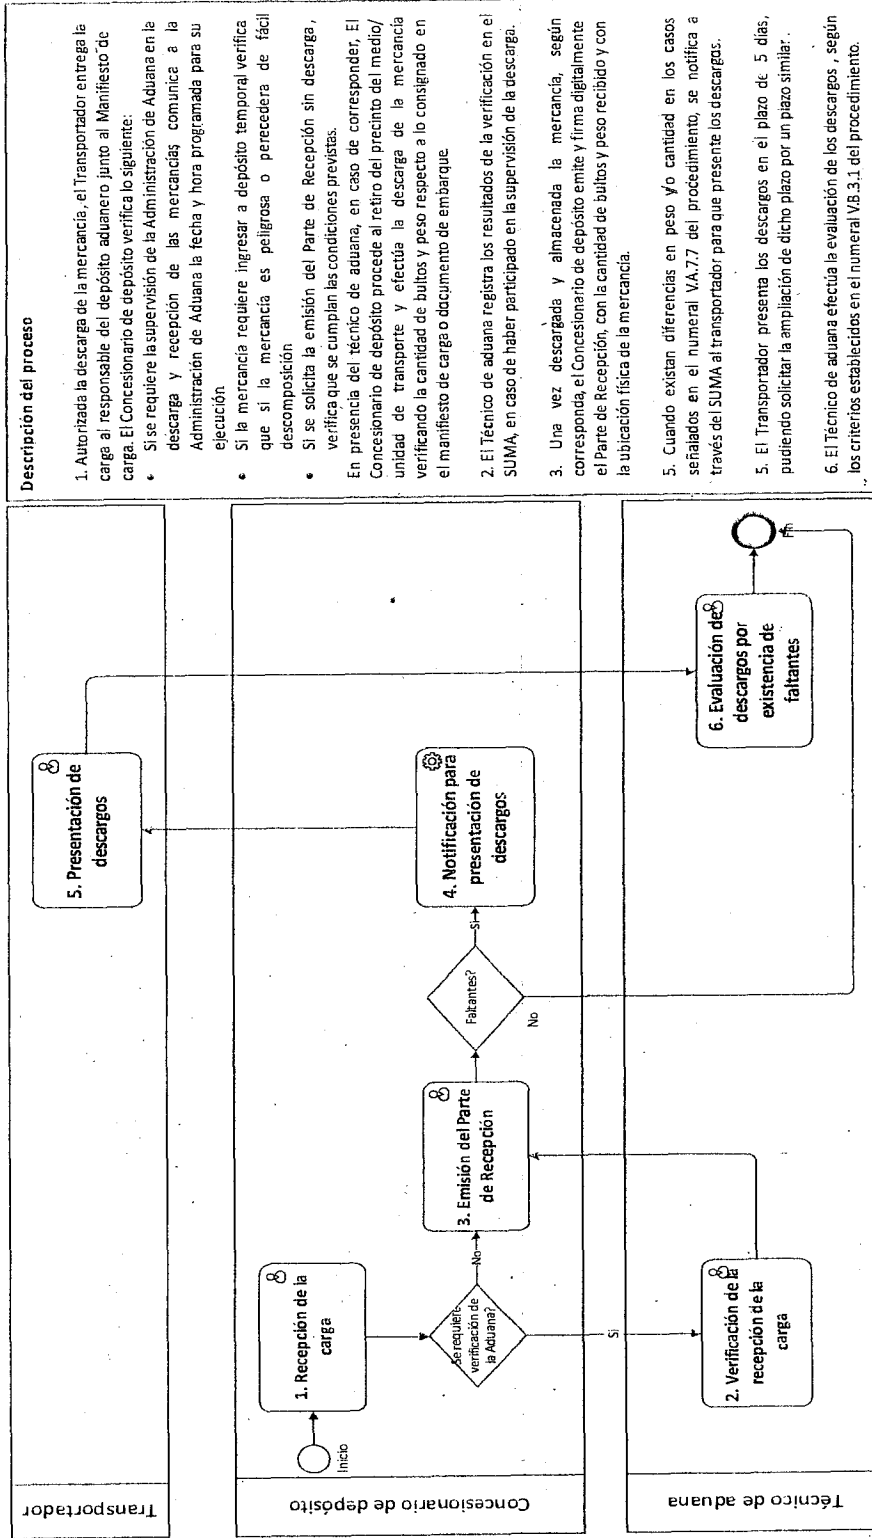 Transportador
5. Presentación de
descargos
Concesionario de depósito
Inicio
1. Recepción de la
carga
Se requiere
verificación de
la Aduana?
No
Si
3. Emisión del Parte
de Recepción
Faltantes?
Si
No
4. Notificación para
presentación de
descargos
Técnico de aduana
2. Verificación de la
recepción de la
carga
6. Evaluación de
descargos por
existencia de
faltantes
Fin
Descripción del proceso
1. Autorizada la descarga de la mercancía, el Transportador entrega la
carga al responsable del depósito aduanero junto al Manifiesto de
carga. El Concesionario de depósito verifica lo siguiente:
• Si se requiere la supervisión de la Administración de Aduana en la
descarga y recepción de las mercancías comunica a la
Administración de Aduana la fecha y hora programada para su
ejecución
• Si la mercancía requiere ingresar a depósito temporal verifica
que si la mercancía es peligrosa o perecedera de fácil
descomposición
• Si se solicita la emisión del Parte de Recepción sin descarga,
verifica que se cumplan las condiciones previstas.
En presencia del técnico de aduana, en caso de corresponder, El
Concesionario de depósito procede al retiro del precinto del medio/
unidad de transporte y efectúa la descarga de la mercancía
verificando la cantidad de bultos y peso respecto a lo consignado en
el manifiesto de carga o documento de embarque.
2. El Técnico de aduana registra los resultados de la verificación en el
SUMA, en caso de haber participado en la supervisión de la descarga.
3. Una vez descargada y almacenada la mercancía, según
corresponda, el Concesionario de depósito emite y firma digitalmente
el Parte de Recepción, con la cantidad de bultos y peso recibido y con
la ubicación física de la mercancía.
5. Cuando existan diferencias en peso y/o cantidad en los casos
señalados en el numeral V.A.7.7 del procedimiento, se notifica a
través del SUMA al transportador para que presente los descargos.
5. El Transportador presenta los descargos en el plazo de 5 días,
pudiendo solicitar la ampliación de dicho plazo por un plazo similar.
6. El Técnico de aduana efectúa la evaluación de los descargos, según
los criterios establecidos en el numeral V.B.3.1 del procedimiento.